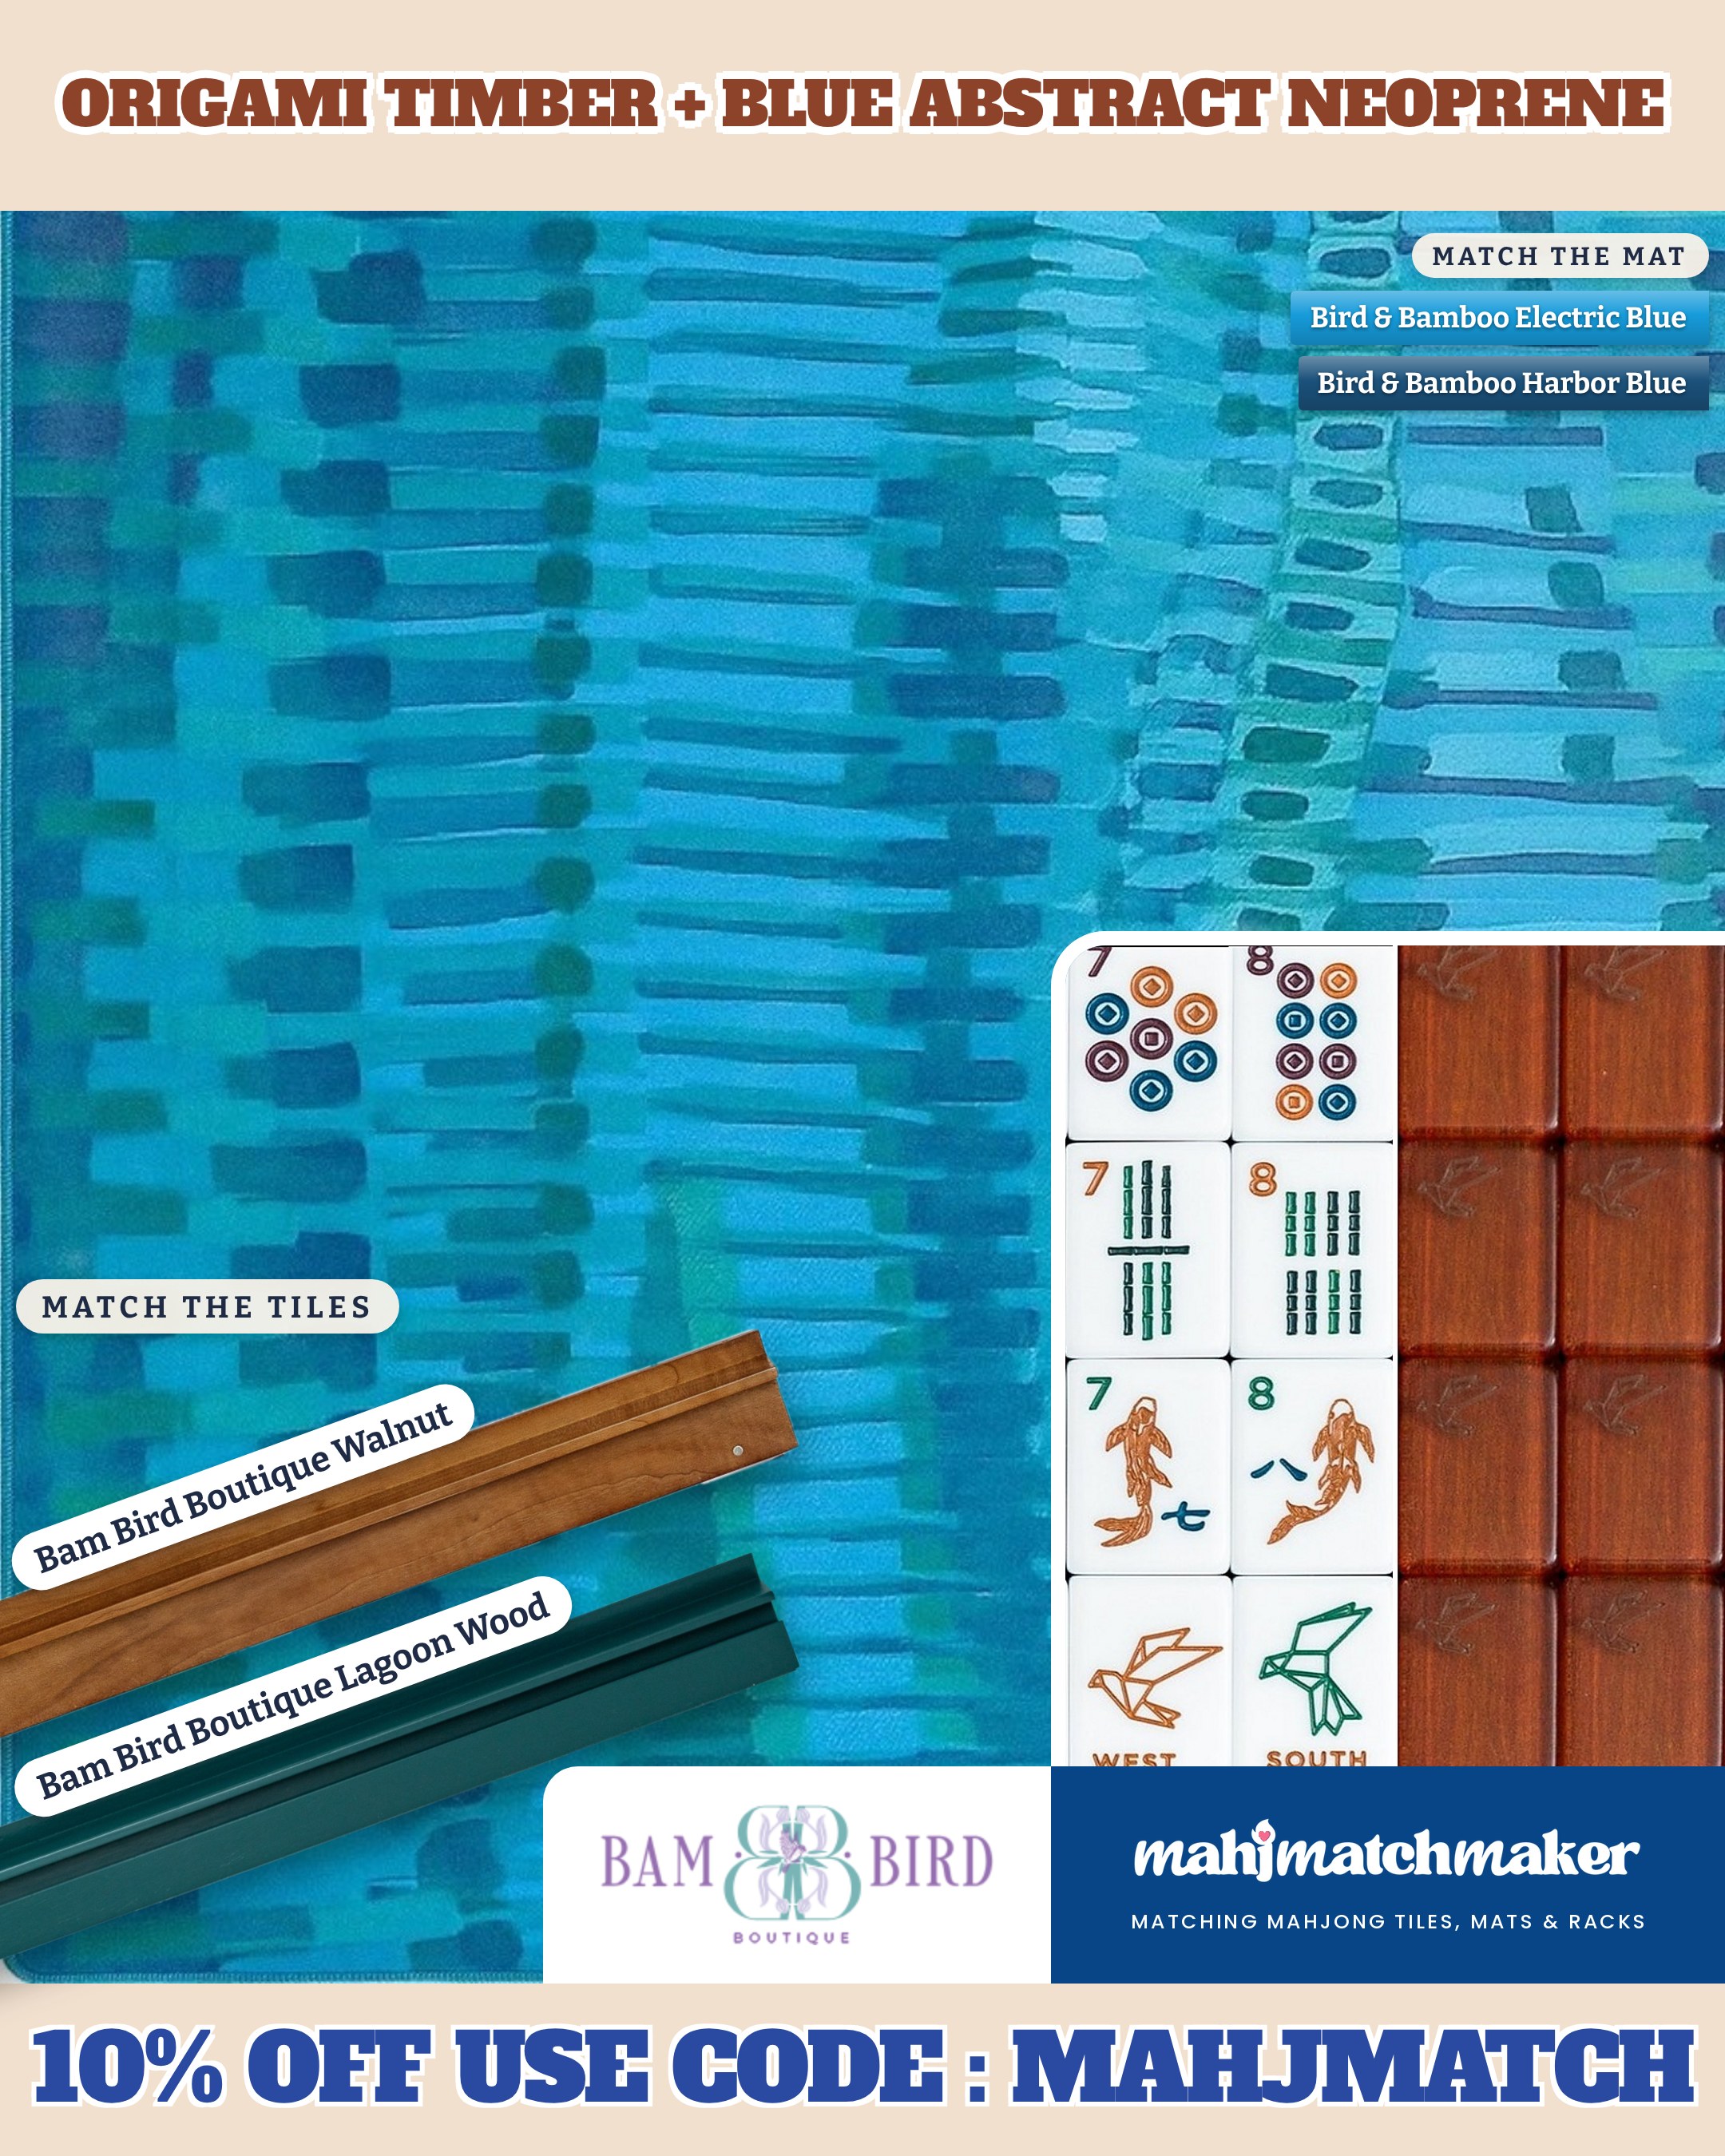 ORIGAMI TIMBER + BLUE ABSTRACT NEOPRENE
MATCH THE MAT
Bird & Bamboo Electric Blue
Bird & Bamboo Harbor Blue
7 8
7 8
7 8
七 八
WEST SOUTH
MATCH THE TILES
Bam Bird Boutique Walnut
Bam Bird Boutique Lagoon Wood
BAM BIRD
BOUTIQUE
mahjmatchmaker
MATCHING MAHJONG TILES, MATS & RACKS
10% OFF USE CODE : MAHJMATCH